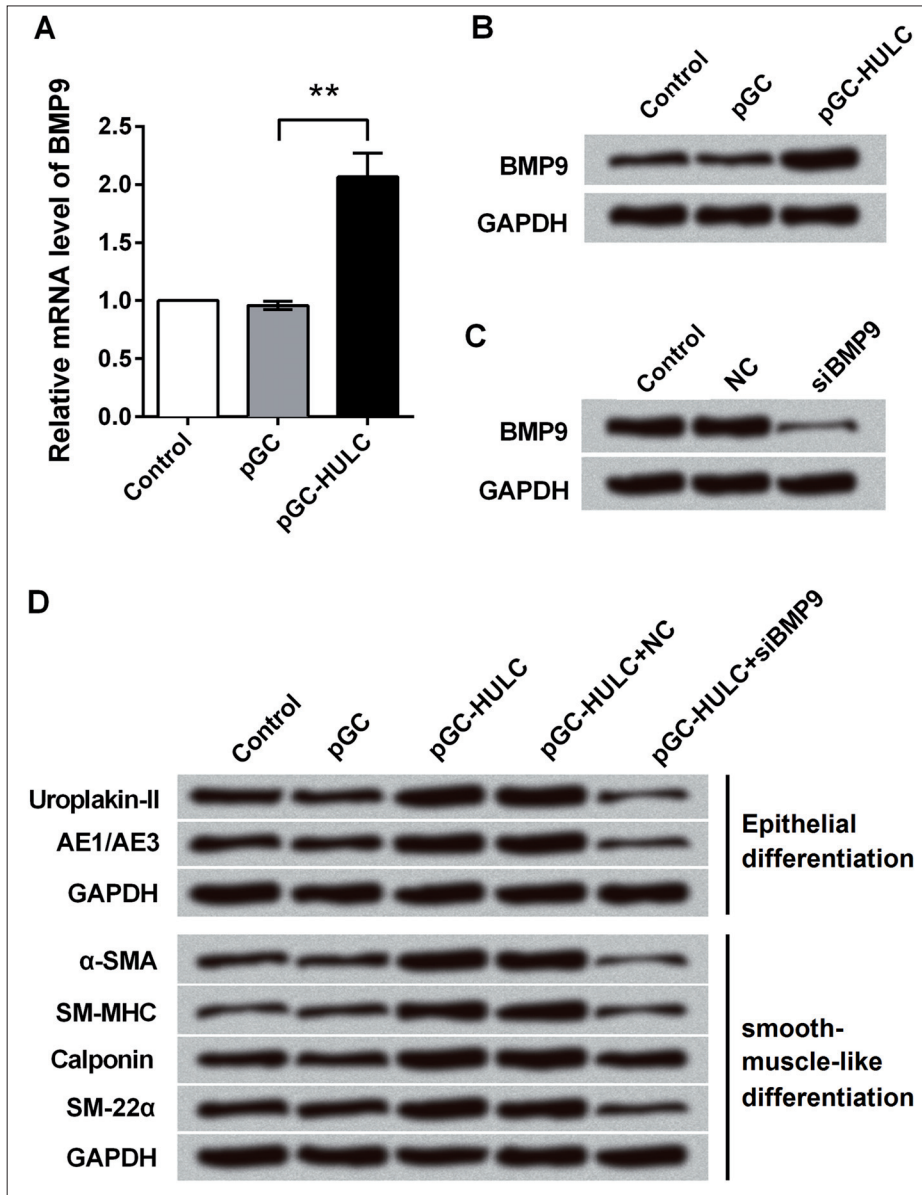 A
Relative mRNA level of BMP9
**
2.5
2.0
1.5
1.0
0.5
0.0
Control
pGC
pGC-HULC
B
Control
pGC
pGC-HULC
BMP9
GAPDH
C
Control
NC
siBMP9
BMP9
GAPDH
D
Control
pGC
pGC-HULC
pGC-HULC+NC
pGC-HULC+siBMP9
Uroplakin-II
AE1/AE3
GAPDH
Epithelial
differentiation
α-SMA
SM-MHC
Calponin
SM-22α
GAPDH
smooth-
muscle-like
differentiation